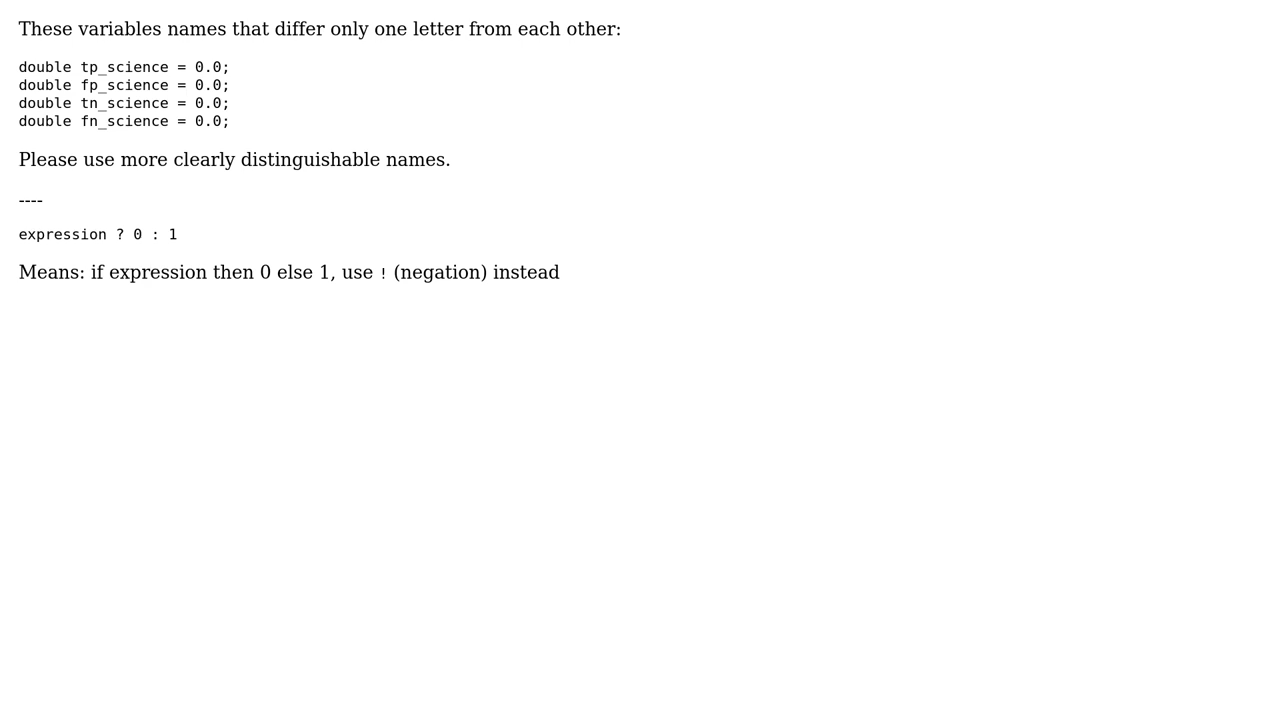 These variables names that differ only one letter from each other:
double tp_science = 0.0;
double fp_science = 0.0;
double tn_science = 0.0;
double fn_science = 0.0;
Please use more clearly distinguishable names.
----
expression ? 0 : 1
Means: if expression then 0 else 1, use ! (negation) instead